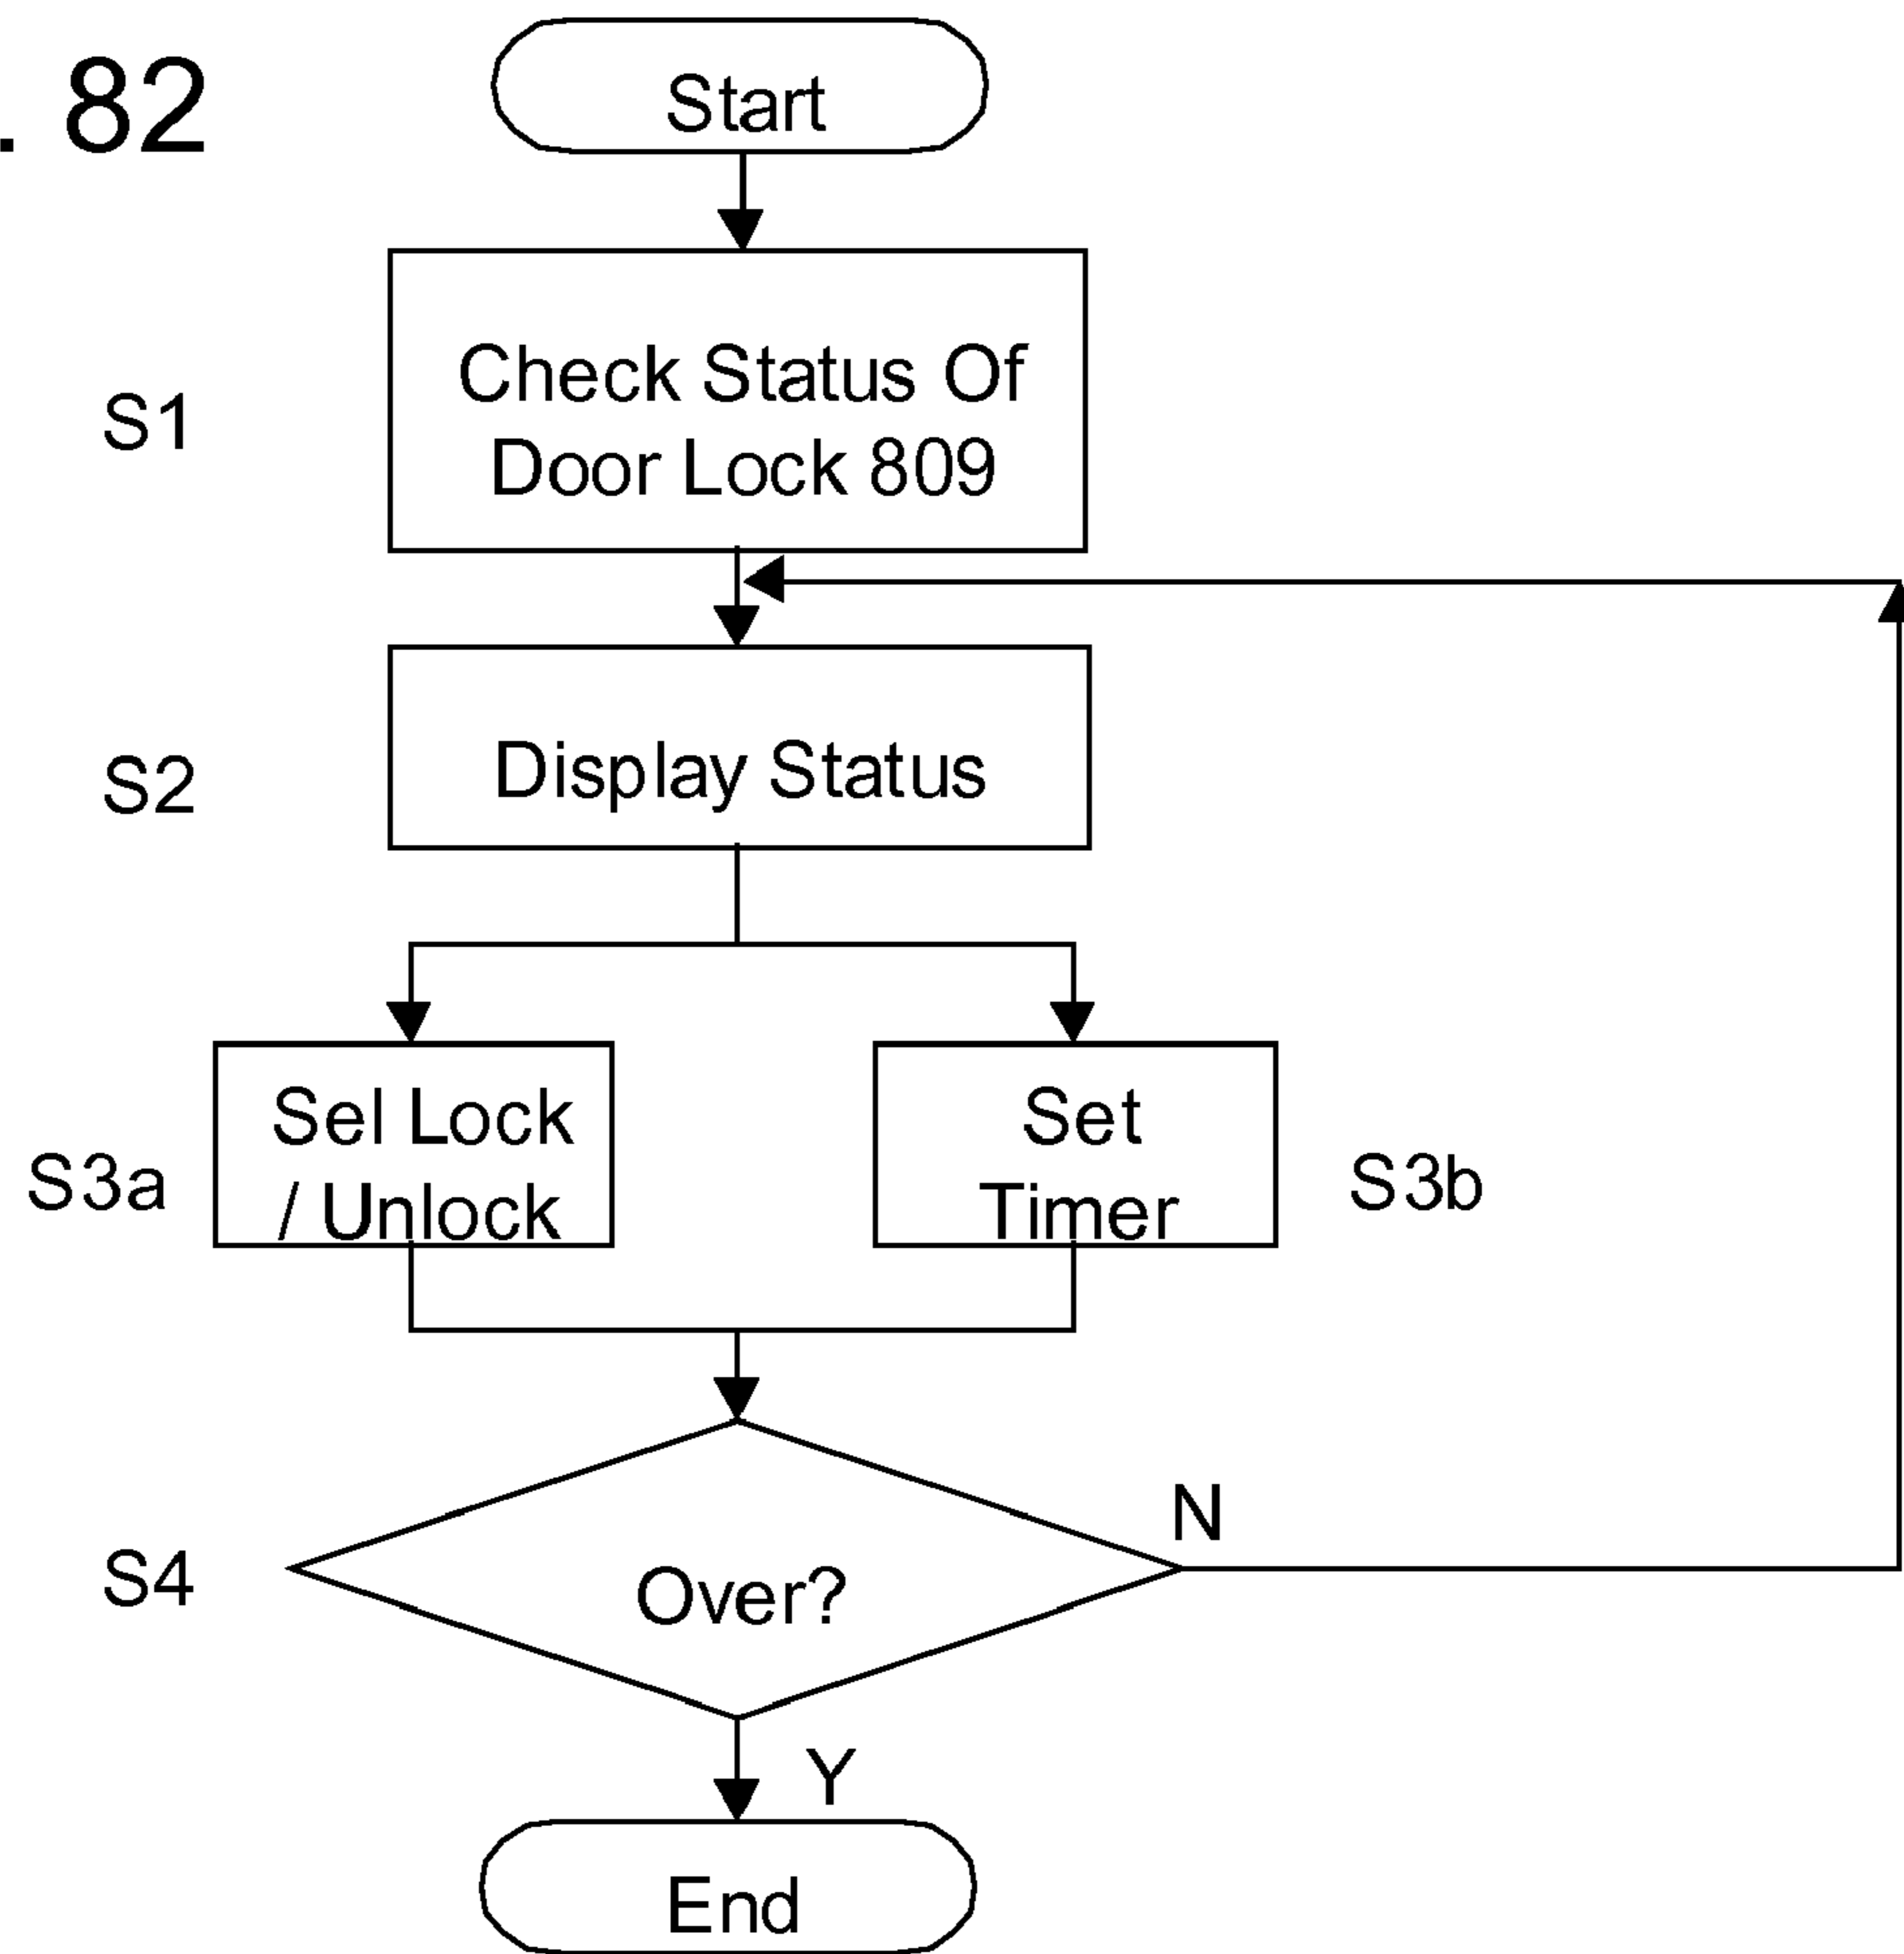 . 82
Start
S1
Check Status Of
Door Lock 809
S2
Display Status
S3a
Sel Lock
/ Unlock
Set
Timer
S3b
S4
Over?
N
Y
End